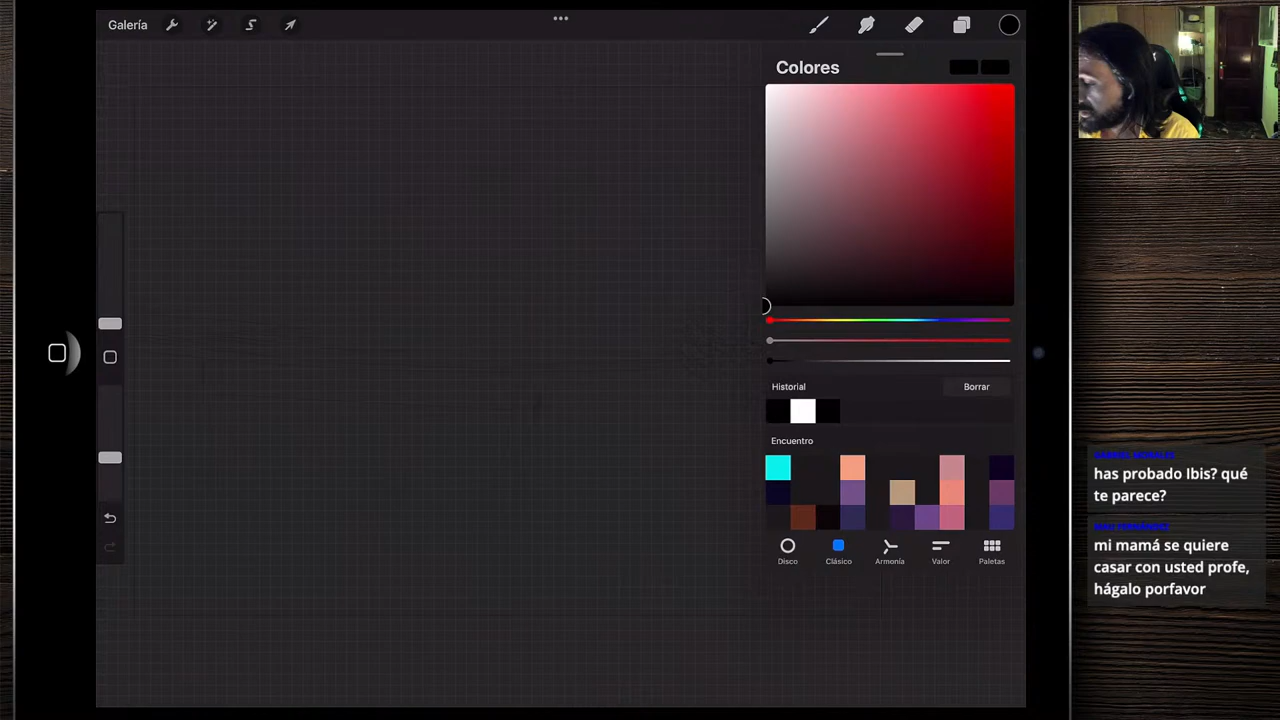 Galería
Colores
Historial
Borrar
Encuentro
Disco
Clásico
Armonía
Valor
Paletas
has probado Ibis? qué
te parece?
mi mamá se quiere
casar con usted profe,
hágalo porfavor